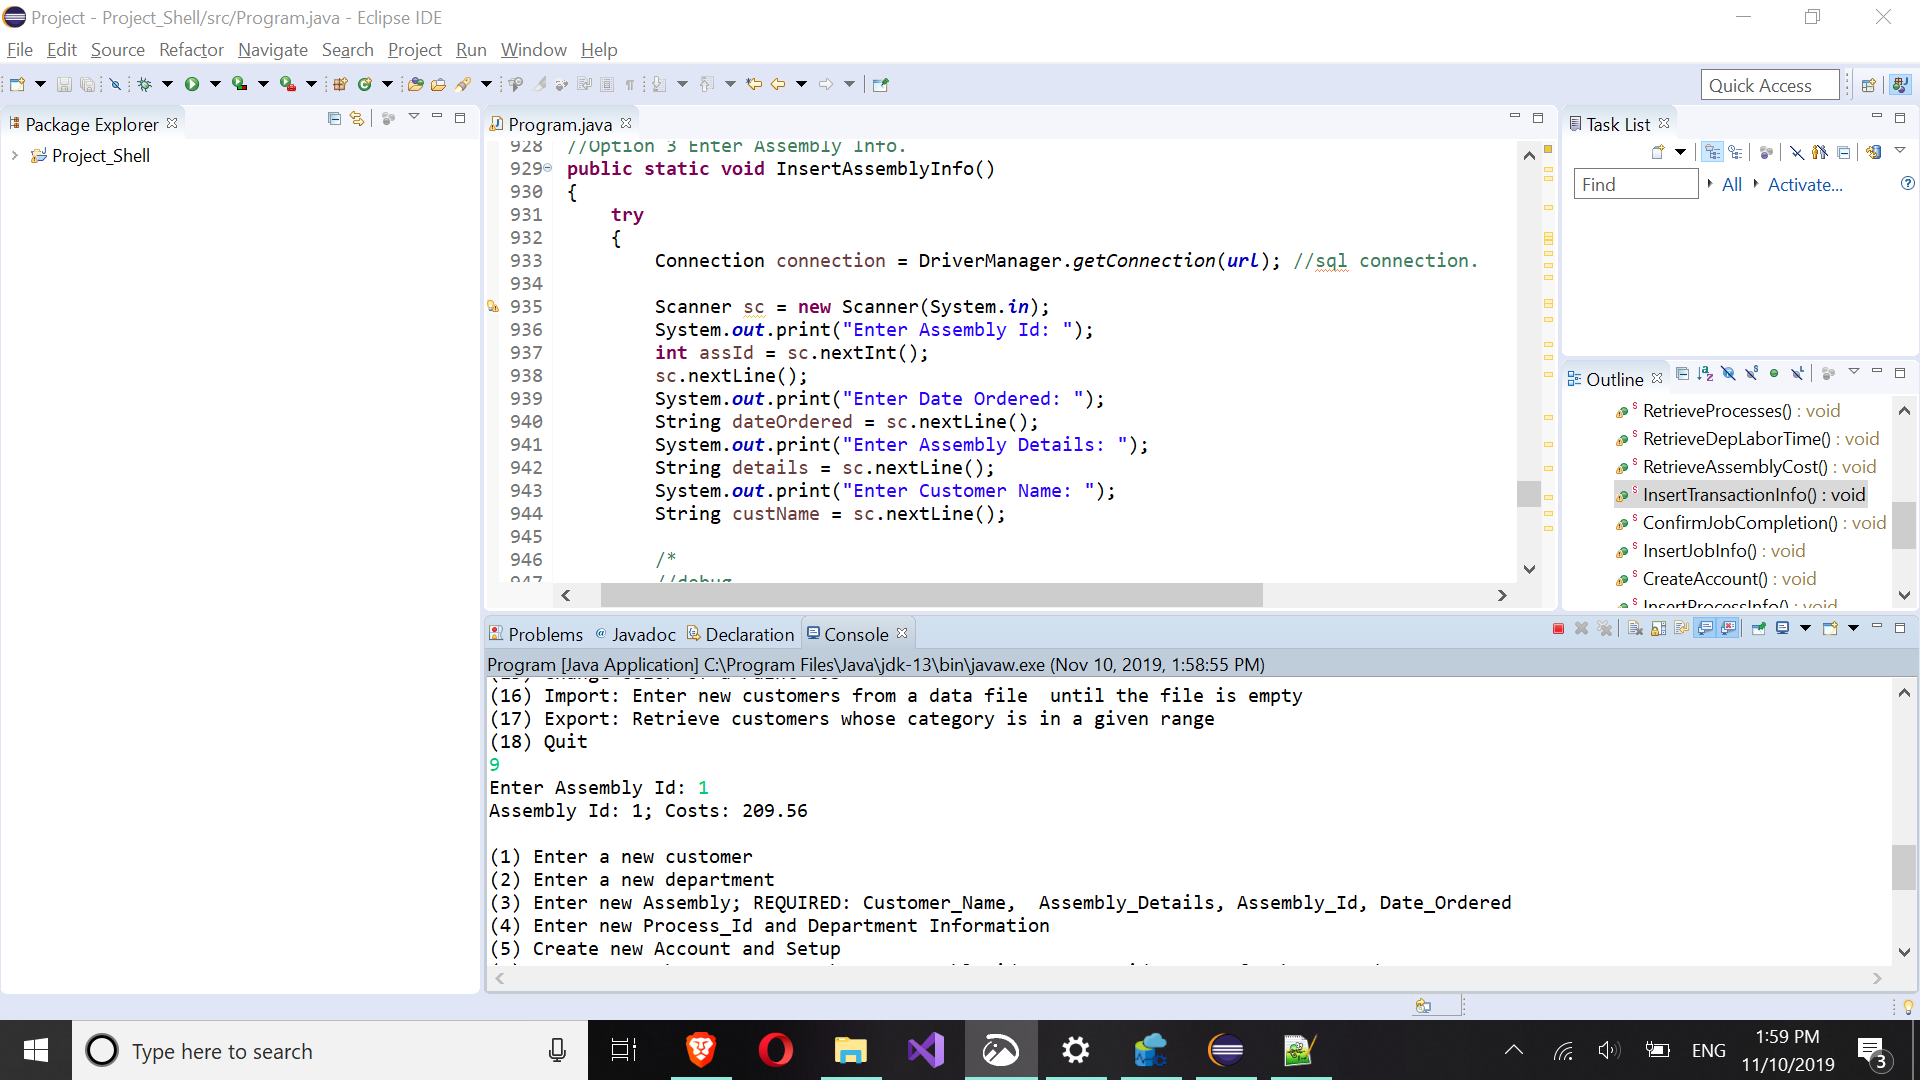 Project - Project_Shell/src/Program.java - Eclipse IDE
File Edit Source Refactor Navigate Search Project Run Window Help
Quick Access
Package Explorer
Project_Shell
Program.java
928 //Option 3 Enter Assembly Info.
929 public static void InsertAssemblyInfo()
930 {
931 try
932 {
933 Connection connection = DriverManager.getConnection(url); //sql connection.
934
935 Scanner sc = new Scanner(System.in);
936 System.out.print("Enter Assembly Id: ");
937 int assId = sc.nextInt();
938 sc.nextLine();
939 System.out.print("Enter Date Ordered: ");
940 String dateOrdered = sc.nextLine();
941 System.out.print("Enter Assembly Details: ");
942 String details = sc.nextLine();
943 System.out.print("Enter Customer Name: ");
944 String custName = sc.nextLine();
945
946 /*
947 //debug
Task List
Find All Activate...
Outline
RetrieveProcesses() : void
RetrieveDepLaborTime() : void
RetrieveAssemblyCost() : void
InsertTransactionInfo() : void
ConfirmJobCompletion() : void
InsertJobInfo() : void
CreateAccount() : void
InsertProcessInfo() : void
Problems @ Javadoc Declaration Console
Program [Java Application] C:\Program Files\Java\jdk-13\bin\javaw.exe (Nov 10, 2019, 1:58:55 PM)
(16) Import: Enter new customers from a data file  until the file is empty
(17) Export: Retrieve customers whose category is in a given range
(18) Quit
9
Enter Assembly Id: 1
Assembly Id: 1; Costs: 209.56
(1) Enter a new customer
(2) Enter a new department
(3) Enter new Assembly; REQUIRED: Customer_Name,  Assembly_Details, Assembly_Id, Date_Ordered
(4) Enter new Process_Id and Department Information
(5) Create new Account and Setup
Type here to search
ENG
1:59 PM
11/10/2019
3